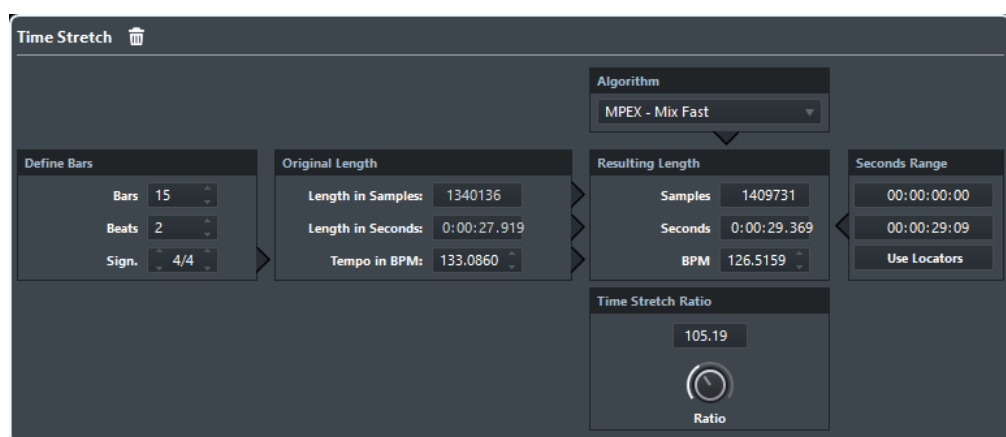 Time Stretch
Algorithm
MPEX - Mix Fast
Define Bars
Bars 15
Beats 2
Sign. 4/4
Original Length
Length in Samples: 1340136
Length in Seconds: 0:00:27.919
Tempo in BPM: 133.0860
Resulting Length
Samples 1409731
Seconds 0:00:29.369
BPM 126.5159
Seconds Range
00:00:00:00
00:00:29:09
Use Locators
Time Stretch Ratio
105.19
Ratio